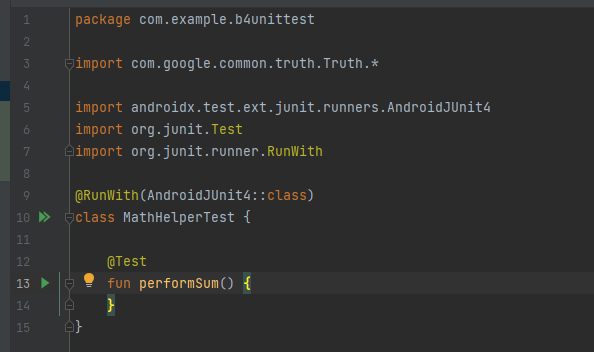 1 package com.example.b4unittest
2
3 import com.google.common.truth.Truth.*
4
5 import androidx.test.ext.junit.runners.AndroidJUnit4
6 import org.junit.Test
7 import org.junit.runner.RunWith
8
9 @RunWith(AndroidJUnit4::class)
10 class MathHelperTest {
11
12     @Test
13     fun performSum() {
14     }
15 }